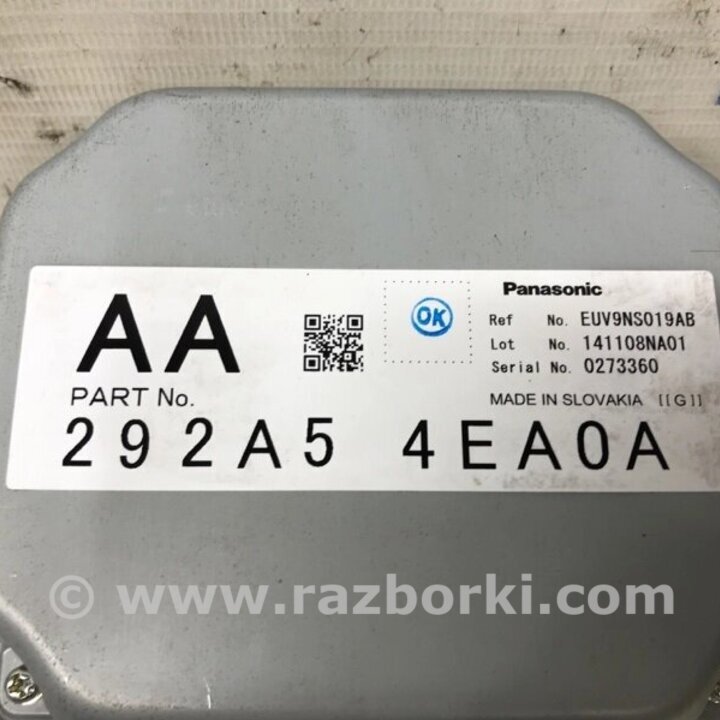 AA
OK
Panasonic
Ref No. EUV9NS019AB
Lot No. 141108NA01
Serial No. 0273360
PART No.
MADE IN SLOVAKIA [[G]]
292A5 4EA0A
© www.razborki.com